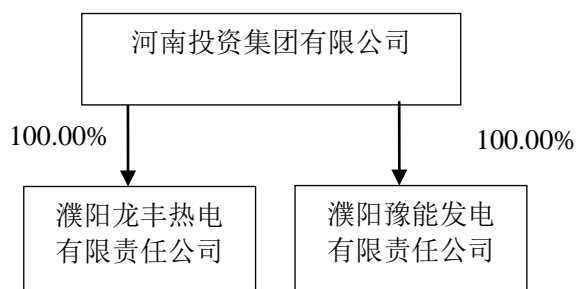 河南投资集团有限公司
100.00%
100.00%
濮阳龙丰热电
有限责任公司
濮阳豫能发电
有限责任公司